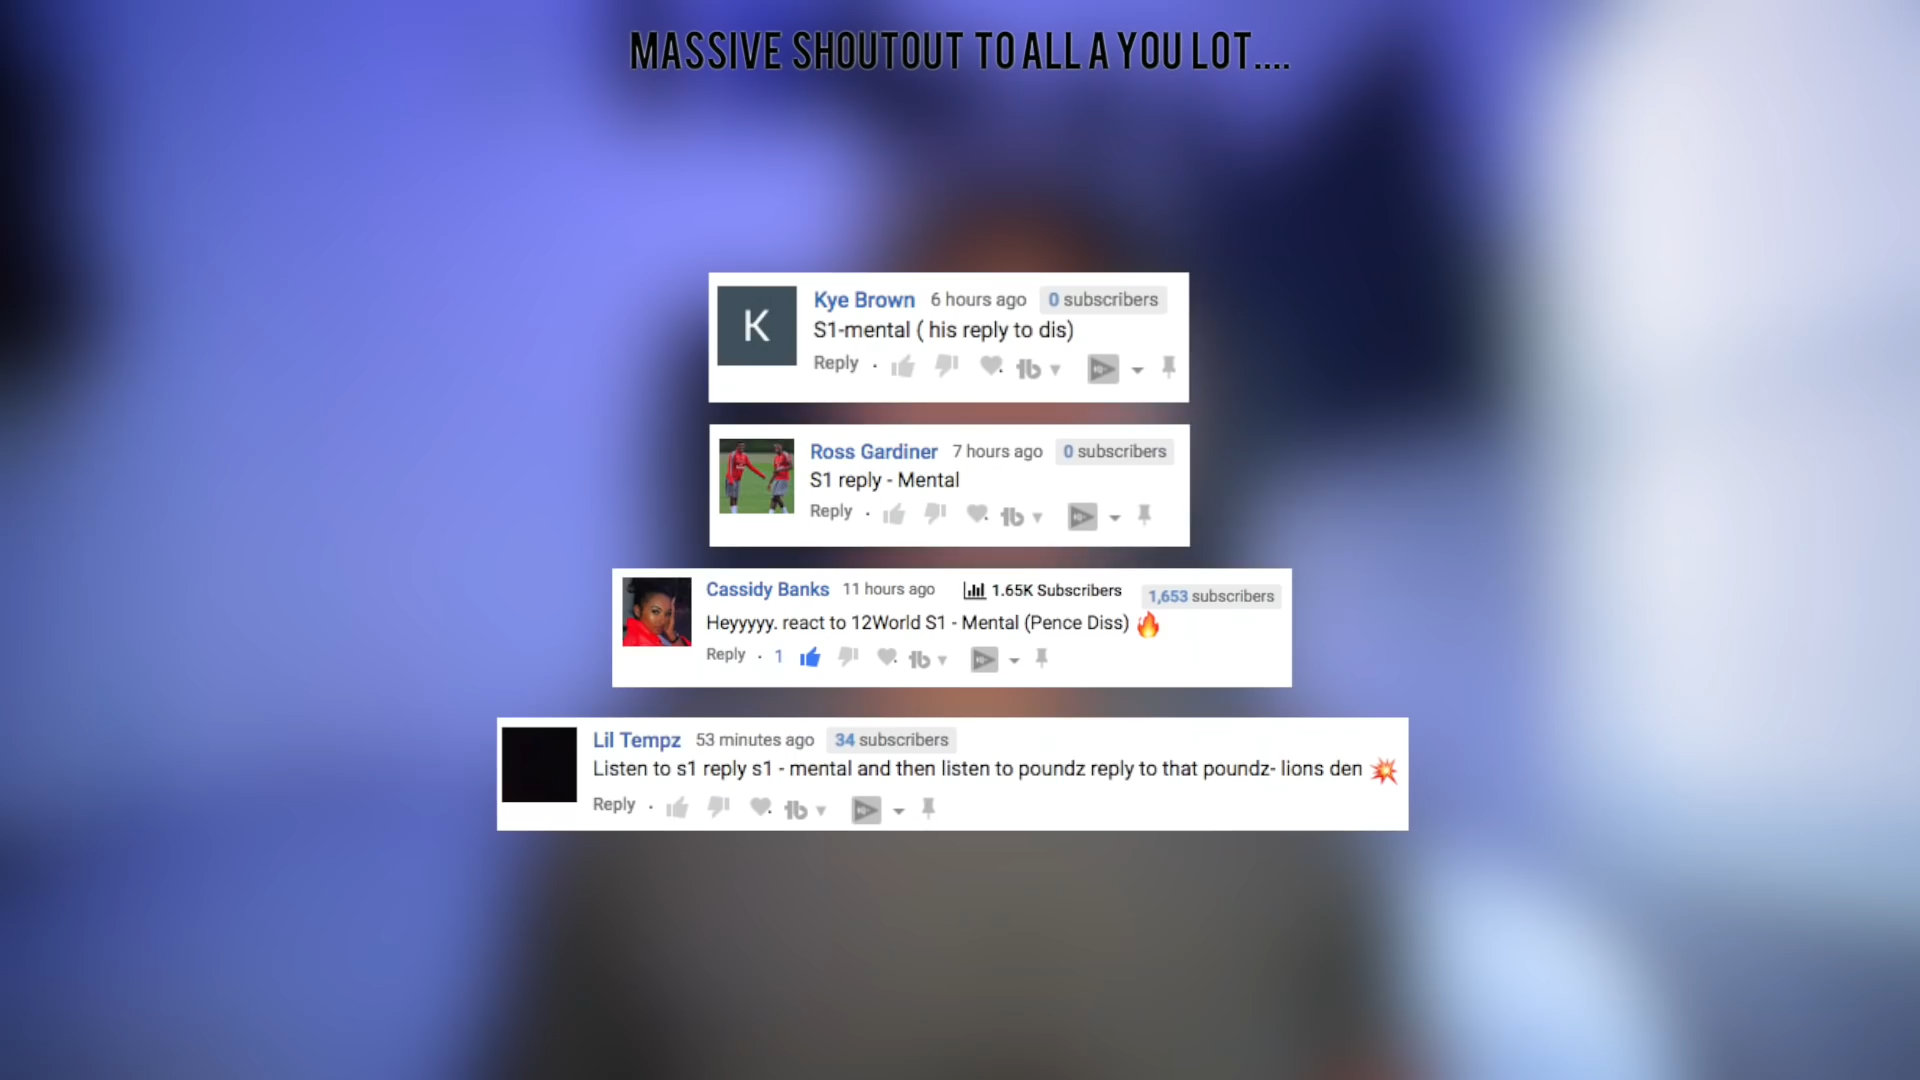 MASSIVE SHOUTOUT TO ALL A YOU LOT....
K
Kye Brown 6 hours ago 0 subscribers
S1-mental ( his reply to dis)
Reply
Ross Gardiner 7 hours ago 0 subscribers
S1 reply - Mental
Reply
Cassidy Banks 11 hours ago 1.65K Subscribers 1,653 subscribers
Heyyyyy. react to 12World S1 - Mental (Pence Diss) 🔥
Reply · 1
Lil Tempz 53 minutes ago 34 subscribers
Listen to s1 reply s1 - mental and then listen to poundz reply to that poundz- lions den 💥
Reply